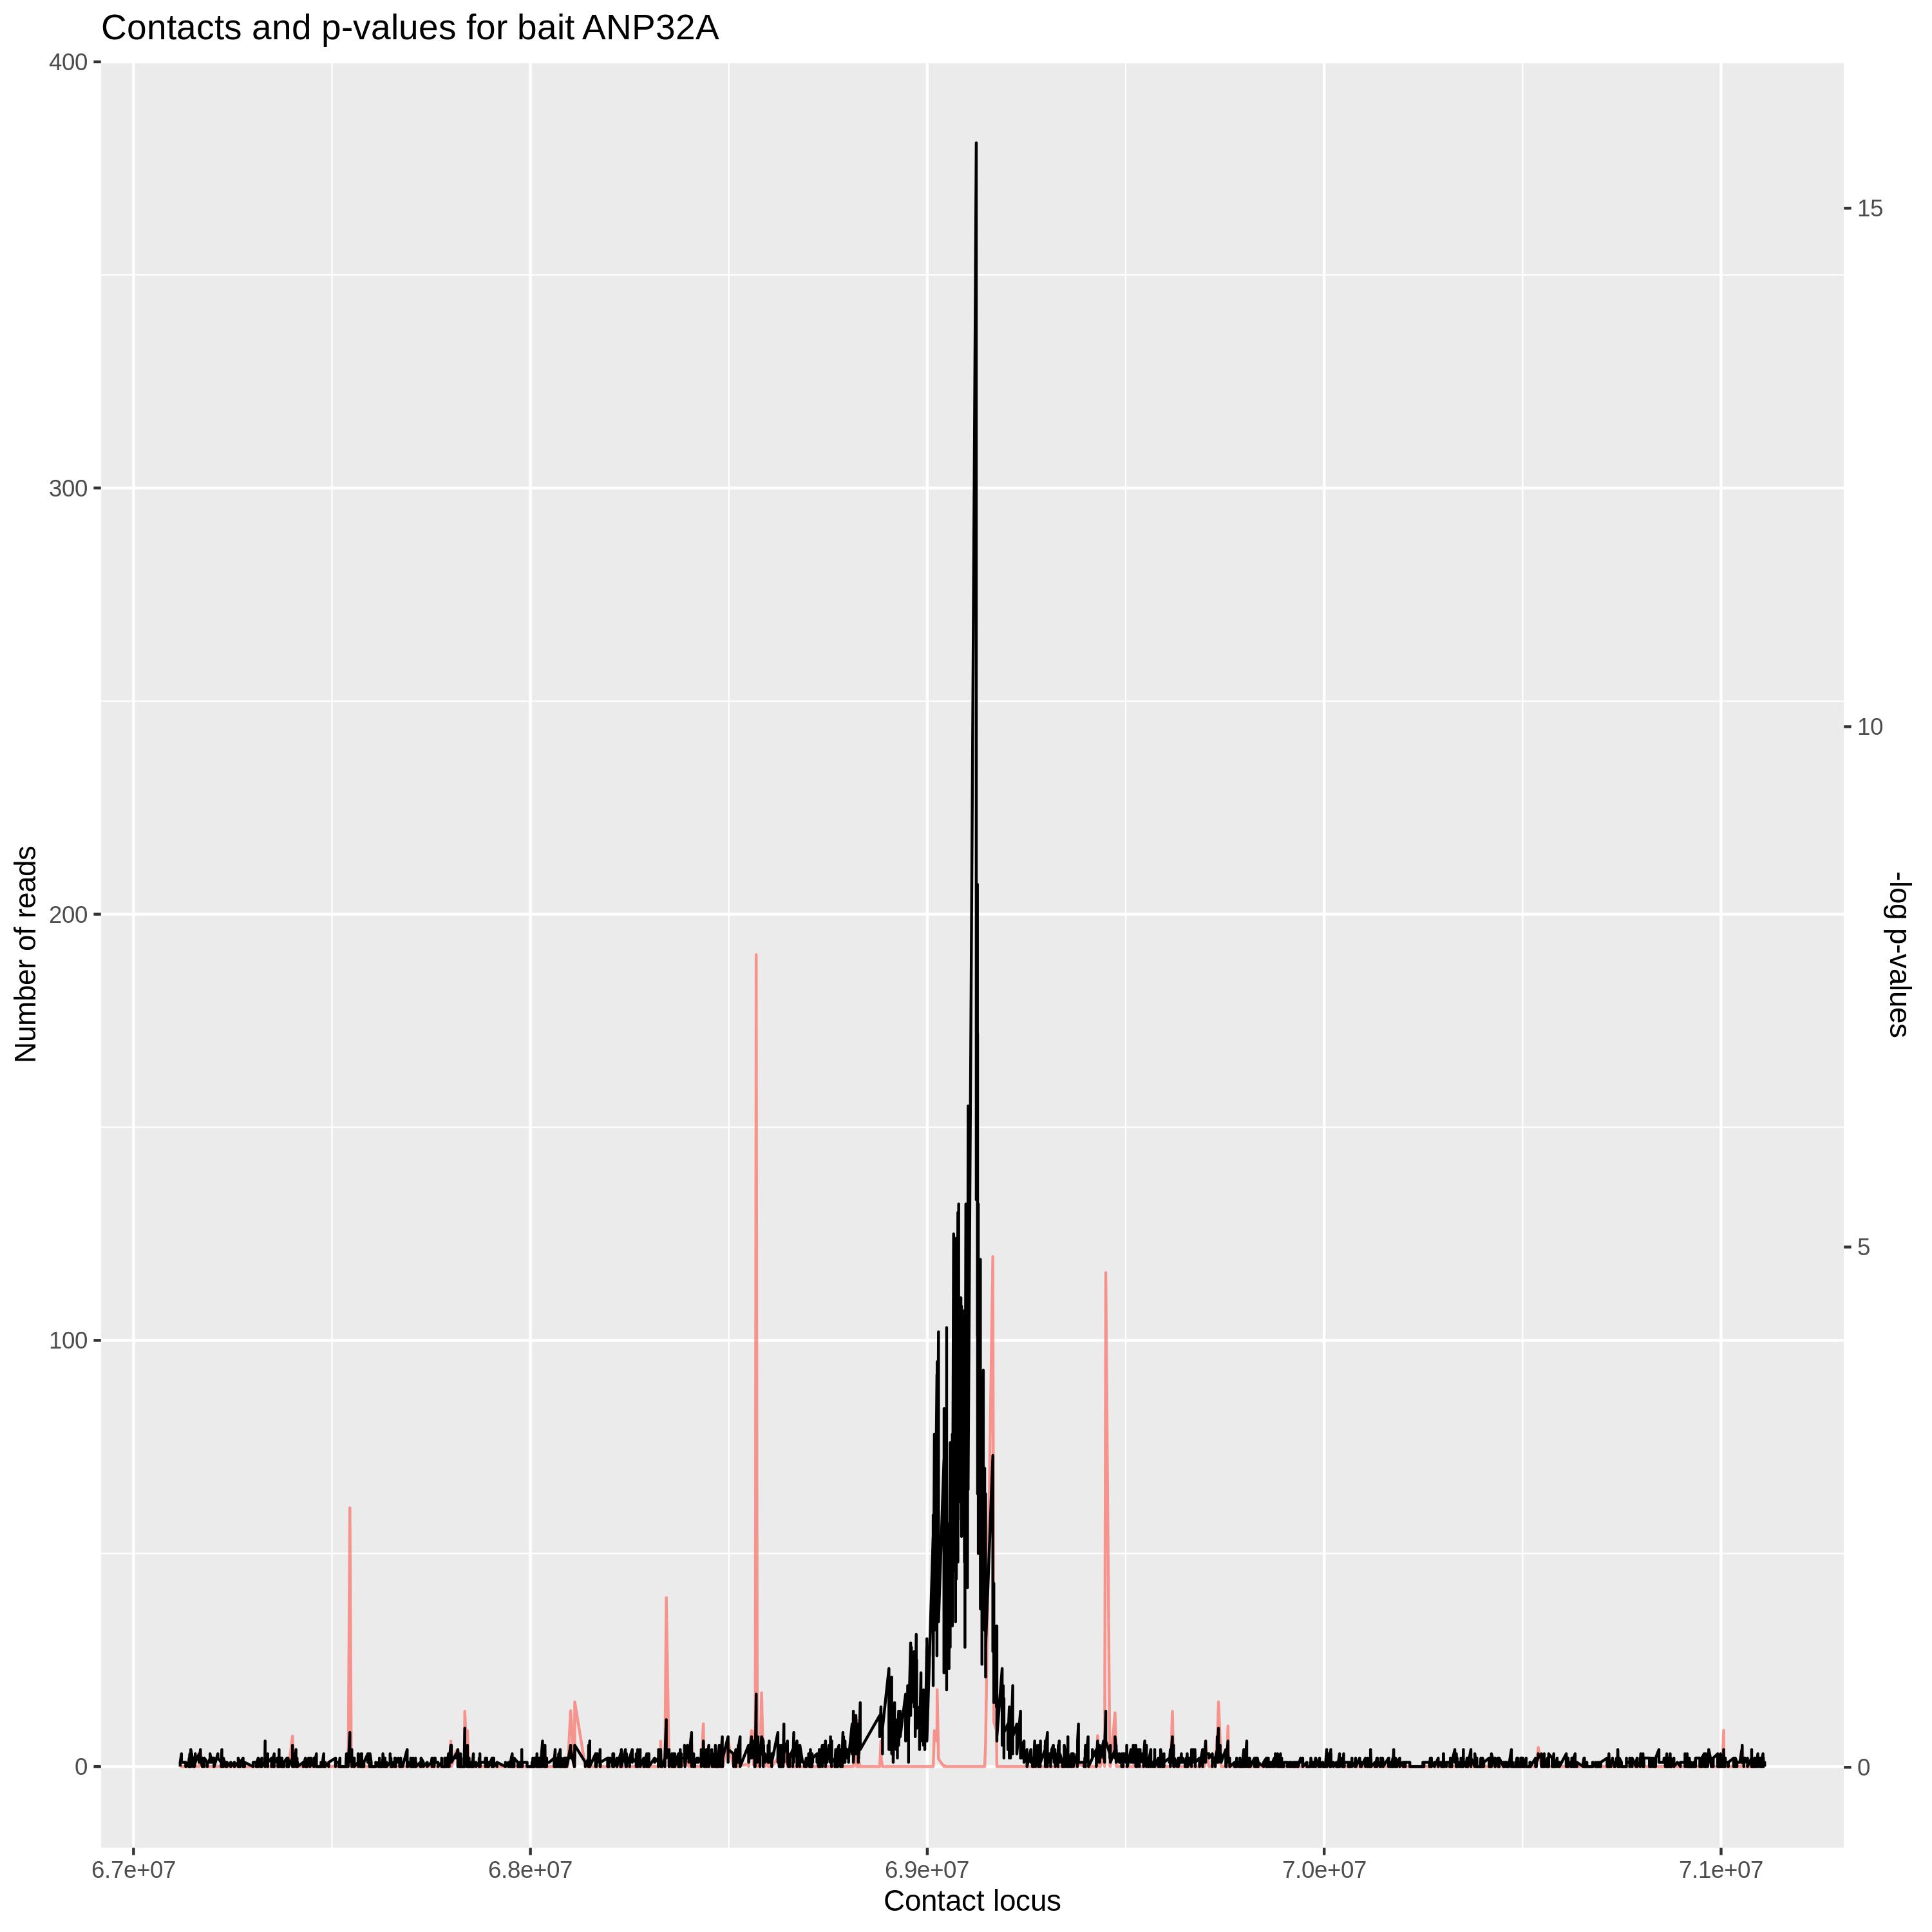 Contacts and p-values for bait ANP32A
400
300
200
100
0
Number of reads
15
10
5
0
-log p-values
6.7e+07 6.8e+07 6.9e+07 7.0e+07 7.1e+07
Contact locus